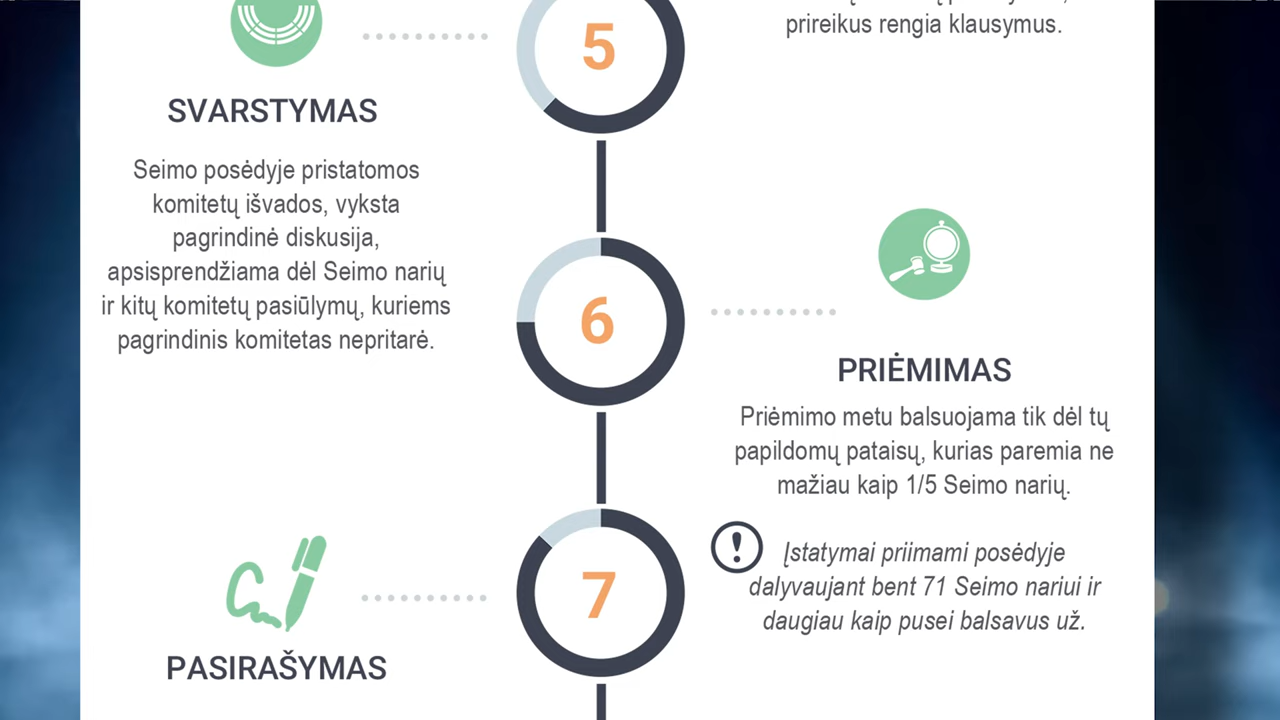 prireikus rengia klausymus.
5
SVARSTYMAS
Seimo posėdyje pristatomos
komitetų išvados, vyksta
pagrindinė diskusija,
apsisprendžiama dėl Seimo narių
ir kitų komitetų pasiūlymų, kuriems
pagrindinis komitetas nepritarė.
6
PRIĖMIMAS
Priėmimo metu balsuojama tik dėl tų
papildomų pataisų, kurias paremia ne
mažiau kaip 1/5 Seimo narių.
!
Įstatymai priimami posėdyje
dalyvaujant bent 71 Seimo nariui ir
daugiau kaip pusei balsavus už.
7
PASIRAŠYMAS